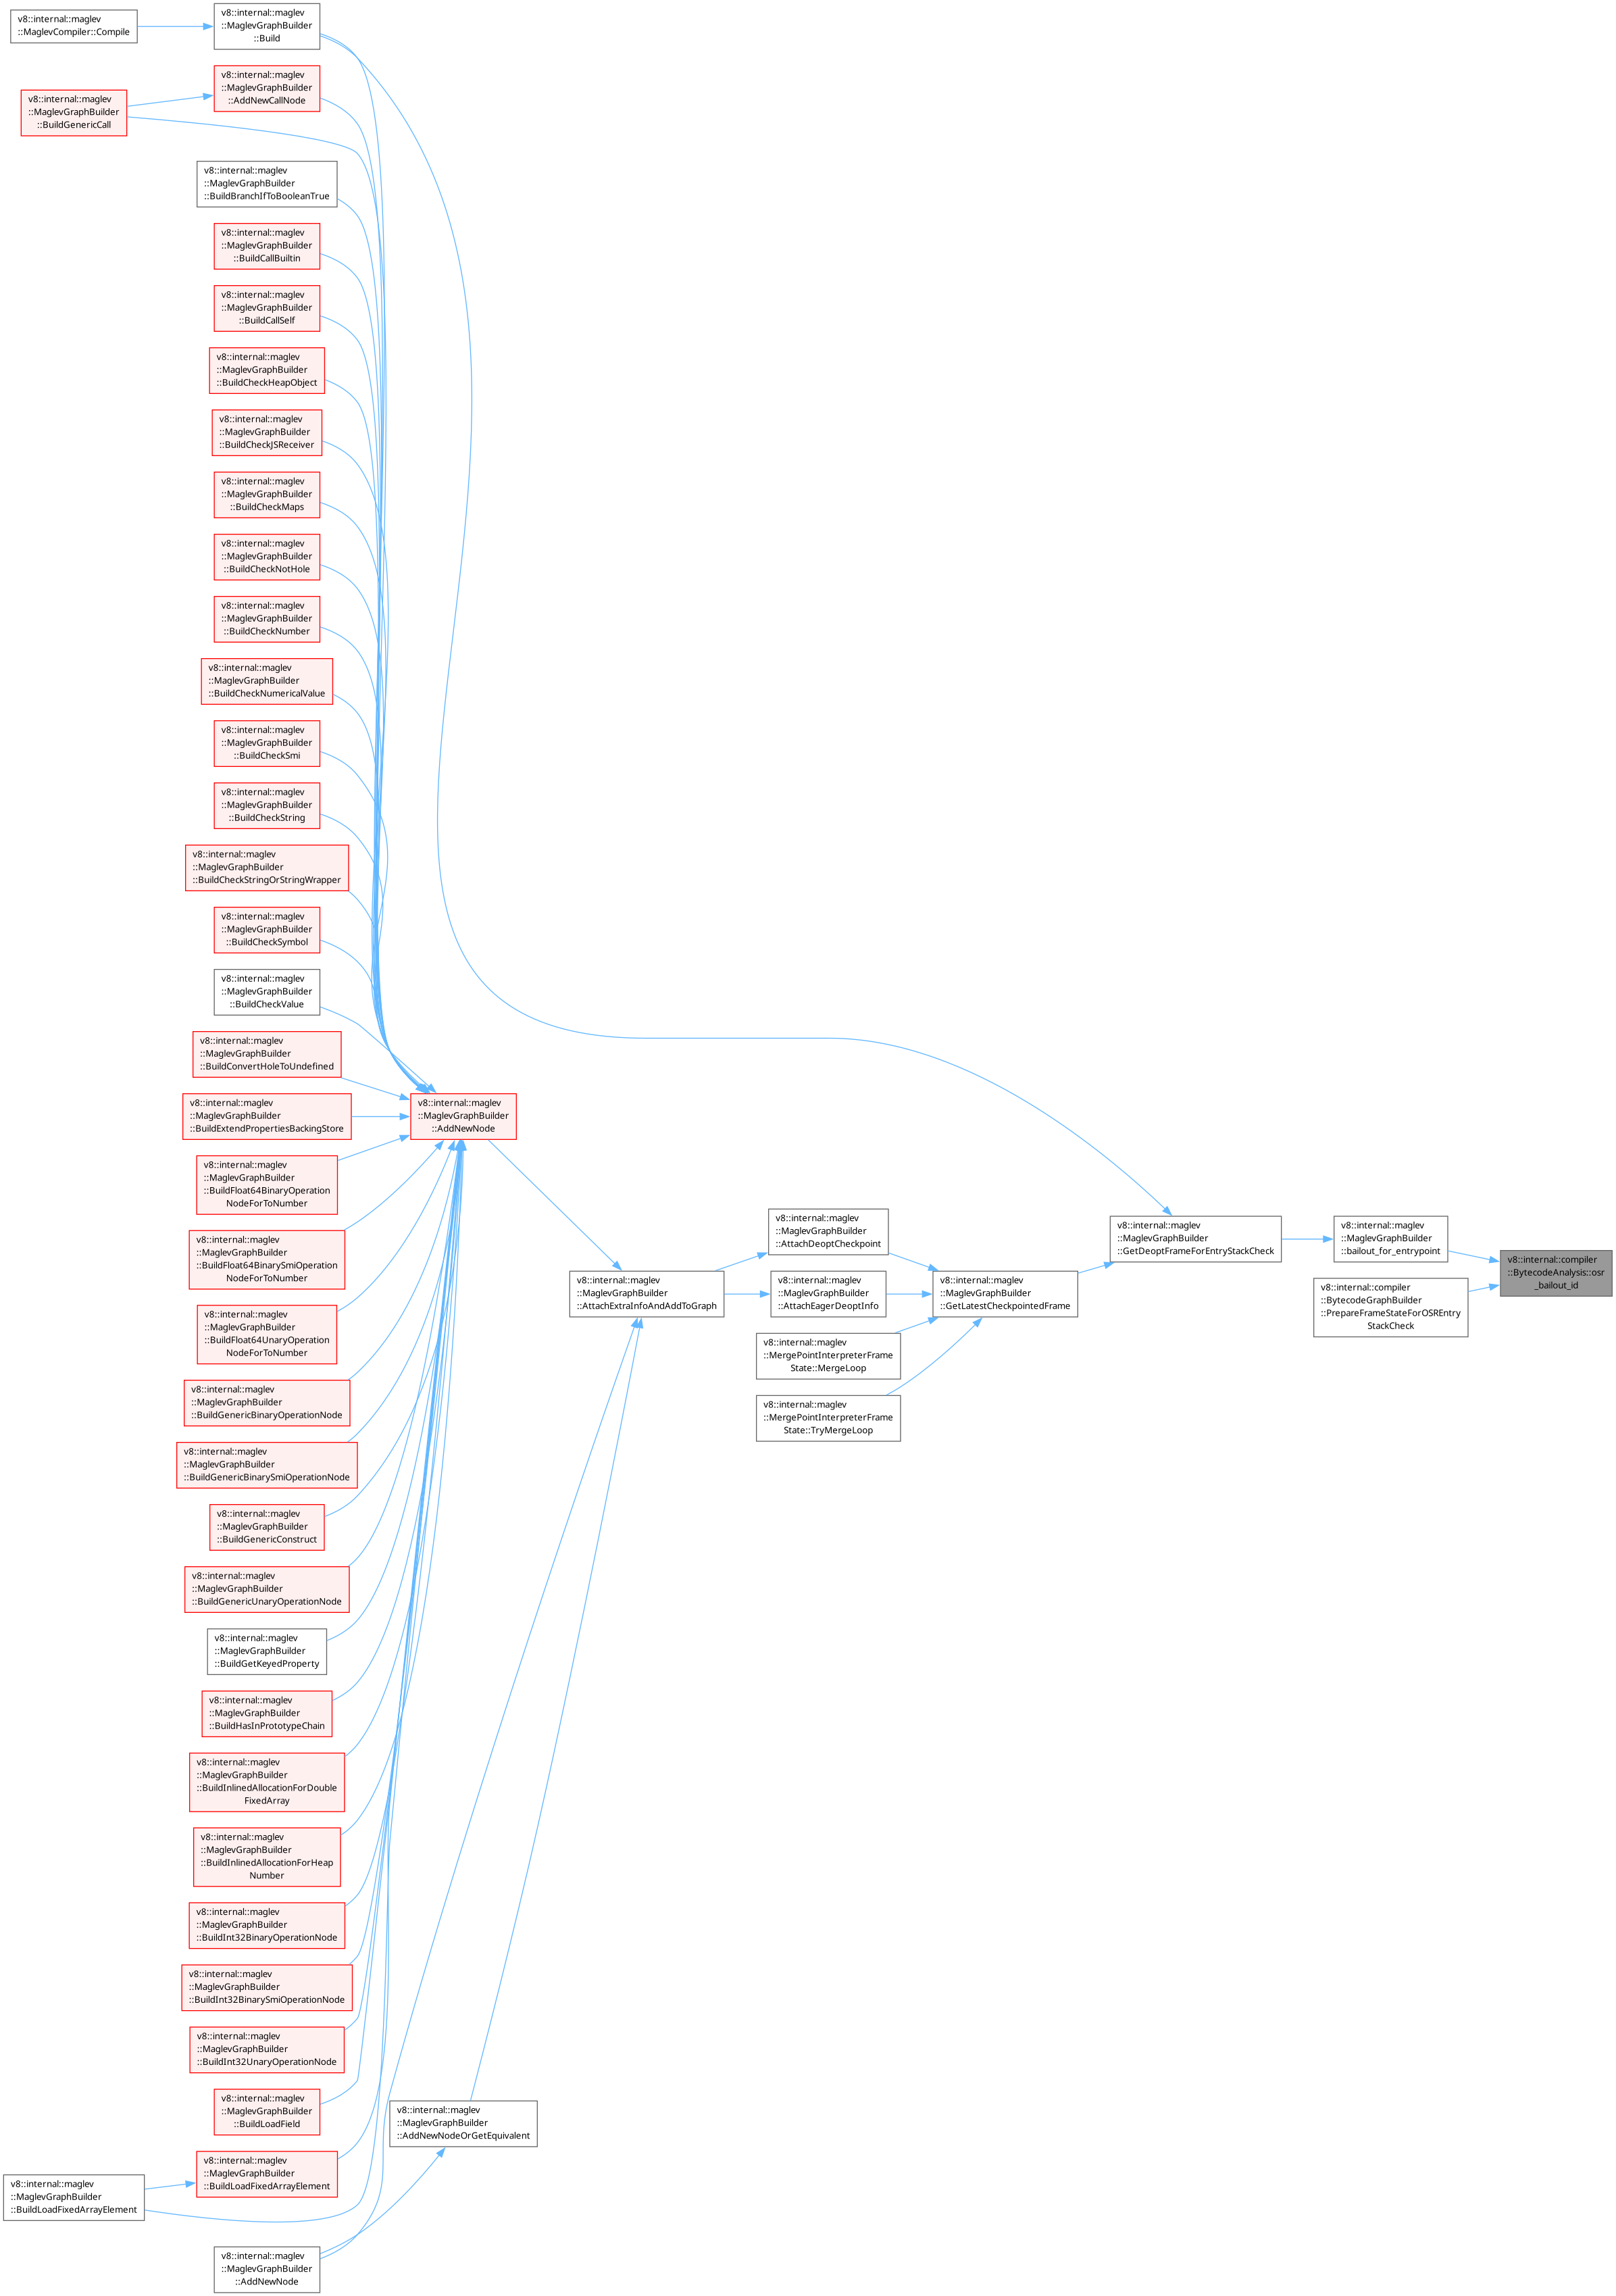 v8::internal::maglev
::MaglevCompiler::Compile
v8::internal::maglev
::MaglevGraphBuilder
::Build
v8::internal::maglev
::MaglevGraphBuilder
::AddNewCallNode
v8::internal::maglev
::MaglevGraphBuilder
::BuildGenericCall
v8::internal::maglev
::MaglevGraphBuilder
::BuildBranchIfToBooleanTrue
v8::internal::maglev
::MaglevGraphBuilder
::BuildCallBuiltin
v8::internal::maglev
::MaglevGraphBuilder
::BuildCallSelf
v8::internal::maglev
::MaglevGraphBuilder
::BuildCheckHeapObject
v8::internal::maglev
::MaglevGraphBuilder
::BuildCheckJSReceiver
v8::internal::maglev
::MaglevGraphBuilder
::BuildCheckMaps
v8::internal::maglev
::MaglevGraphBuilder
::BuildCheckNotHole
v8::internal::maglev
::MaglevGraphBuilder
::BuildCheckNumber
v8::internal::maglev
::MaglevGraphBuilder
::BuildCheckNumericalValue
v8::internal::maglev
::MaglevGraphBuilder
::BuildCheckSmi
v8::internal::maglev
::MaglevGraphBuilder
::BuildCheckString
v8::internal::maglev
::MaglevGraphBuilder
::BuildCheckStringOrStringWrapper
v8::internal::maglev
::MaglevGraphBuilder
::BuildCheckSymbol
v8::internal::maglev
::MaglevGraphBuilder
::BuildCheckValue
v8::internal::maglev
::MaglevGraphBuilder
::BuildConvertHoleToUndefined
v8::internal::maglev
::MaglevGraphBuilder
::BuildExtendPropertiesBackingStore
v8::internal::maglev
::MaglevGraphBuilder
::AddNewNode
v8::internal::maglev
::MaglevGraphBuilder
::BuildFloat64BinaryOperation
NodeForToNumber
v8::internal::maglev
::MaglevGraphBuilder
::BuildFloat64BinarySmiOperation
NodeForToNumber
v8::internal::maglev
::MaglevGraphBuilder
::BuildFloat64UnaryOperation
NodeForToNumber
v8::internal::maglev
::MaglevGraphBuilder
::AttachDeoptCheckpoint
v8::internal::maglev
::MaglevGraphBuilder
::GetDeoptFrameForEntryStackCheck
v8::internal::maglev
::MaglevGraphBuilder
::bailout_for_entrypoint
v8::internal::compiler
::BytecodeAnalysis::osr
_bailout_id
v8::internal::maglev
::MaglevGraphBuilder
::AttachExtraInfoAndAddToGraph
v8::internal::maglev
::MaglevGraphBuilder
::AttachEagerDeoptInfo
v8::internal::maglev
::MaglevGraphBuilder
::GetLatestCheckpointedFrame
v8::internal::compiler
::BytecodeGraphBuilder
::PrepareFrameStateForOSREntry
StackCheck
v8::internal::maglev
::MergePointInterpreterFrame
State::MergeLoop
v8::internal::maglev
::MergePointInterpreterFrame
State::TryMergeLoop
v8::internal::maglev
::MaglevGraphBuilder
::BuildGenericBinaryOperationNode
v8::internal::maglev
::MaglevGraphBuilder
::BuildGenericBinarySmiOperationNode
v8::internal::maglev
::MaglevGraphBuilder
::BuildGenericConstruct
v8::internal::maglev
::MaglevGraphBuilder
::BuildGenericUnaryOperationNode
v8::internal::maglev
::MaglevGraphBuilder
::BuildGetKeyedProperty
v8::internal::maglev
::MaglevGraphBuilder
::BuildHasInPrototypeChain
v8::internal::maglev
::MaglevGraphBuilder
::BuildInlinedAllocationForDouble
FixedArray
v8::internal::maglev
::MaglevGraphBuilder
::BuildInlinedAllocationForHeap
Number
v8::internal::maglev
::MaglevGraphBuilder
::BuildInt32BinaryOperationNode
v8::internal::maglev
::MaglevGraphBuilder
::BuildInt32BinarySmiOperationNode
v8::internal::maglev
::MaglevGraphBuilder
::BuildInt32UnaryOperationNode
v8::internal::maglev
::MaglevGraphBuilder
::BuildLoadField
v8::internal::maglev
::MaglevGraphBuilder
::AddNewNodeOrGetEquivalent
v8::internal::maglev
::MaglevGraphBuilder
::BuildLoadFixedArrayElement
v8::internal::maglev
::MaglevGraphBuilder
::BuildLoadFixedArrayElement
v8::internal::maglev
::MaglevGraphBuilder
::AddNewNode